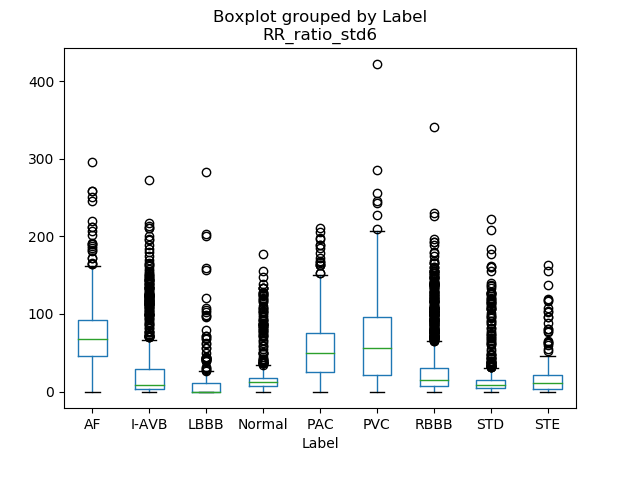 Boxplot grouped by Label
RR_ratio_std6
400
300
200
100
0
AF I-AVB LBBB Normal PAC PVC RBBB STD STE
Label